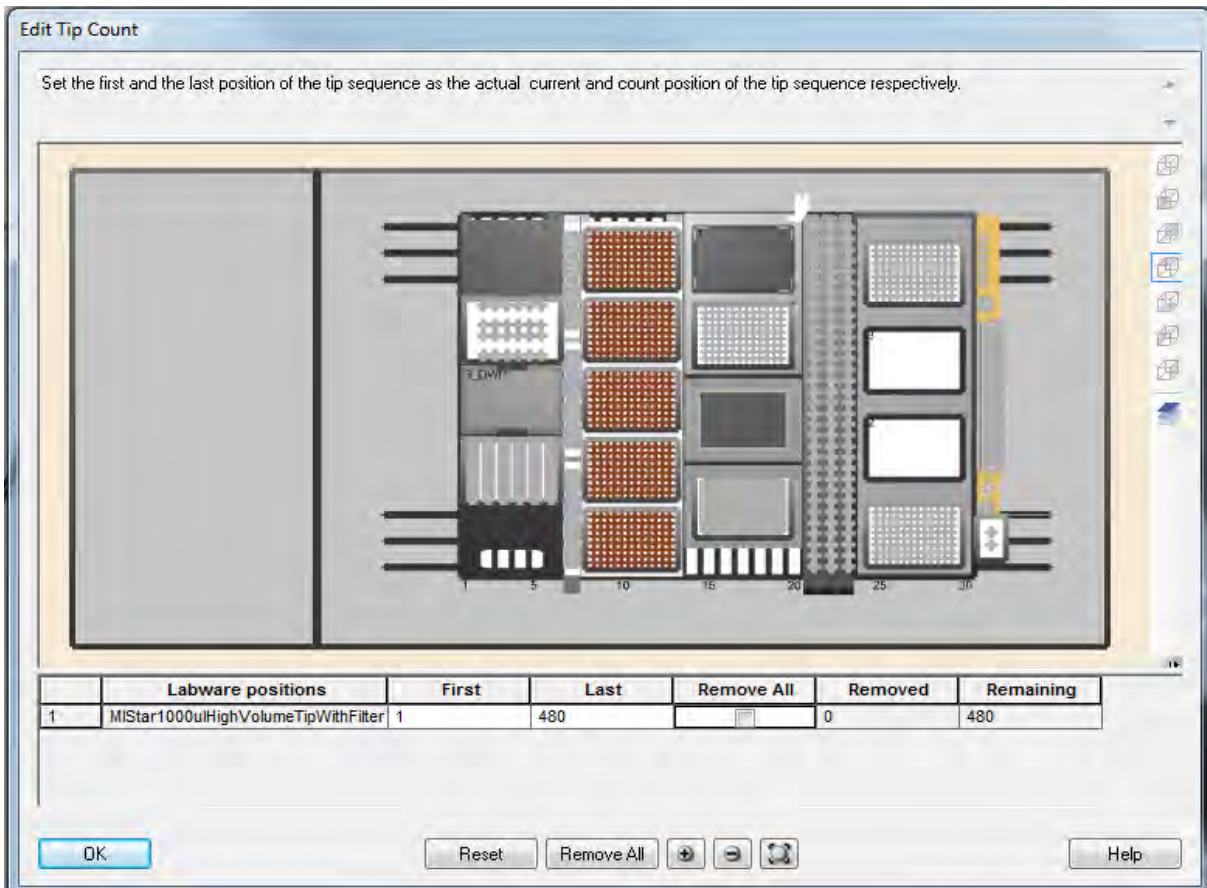 Edit Tip Count
Set the first and the last position of the tip sequence as the actual current and count position of the tip sequence respectively.
1 5 10 15 20 25 30
Labware positions First Last Remove All Removed Remaining
1 MlStar1000ulHighVolumeTipWithFilter 1 480 0 480
OK Reset Remove All Help